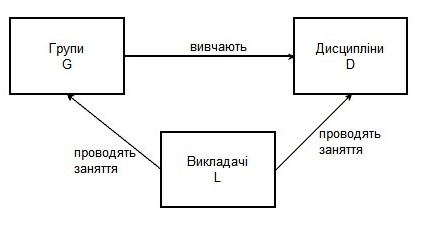 Групи
G
вивчають
Дисципліни
D
проводять
заняття
Викладачі
L
проводять
заняття